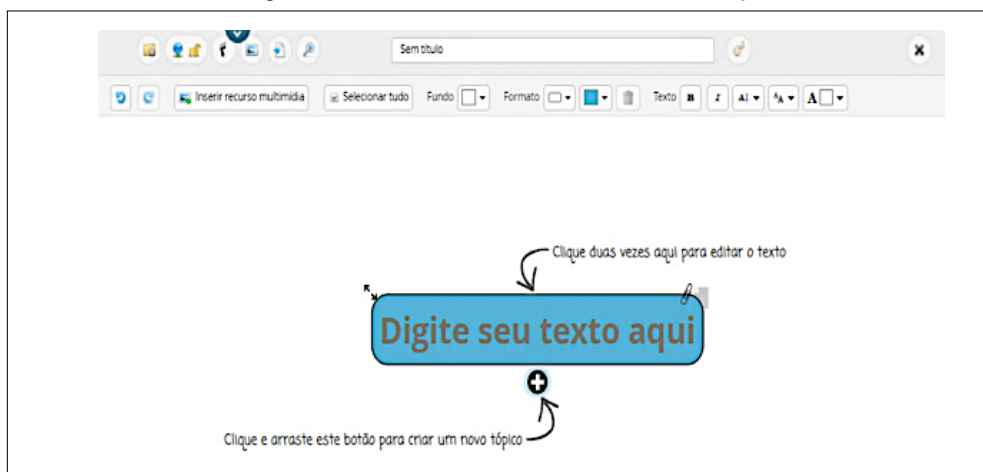 Sem título
Inserir recurso multimídia Selecionar tudo Fundo Formato Texto B I A A A
Clique duas vezes aqui para editar o texto
Digite seu texto aqui
Clique e arraste este botão para criar um novo tópico